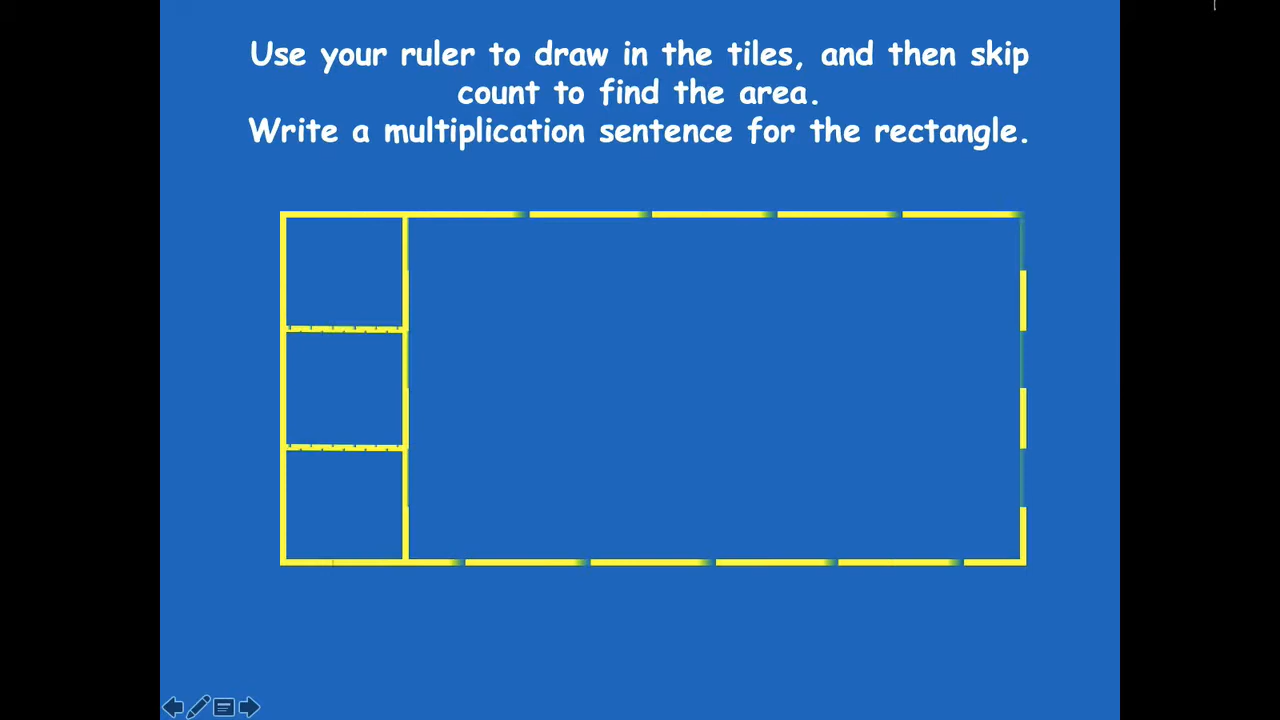 Use your ruler to draw in the tiles, and then skip
count to find the area.
Write a multiplication sentence for the rectangle.